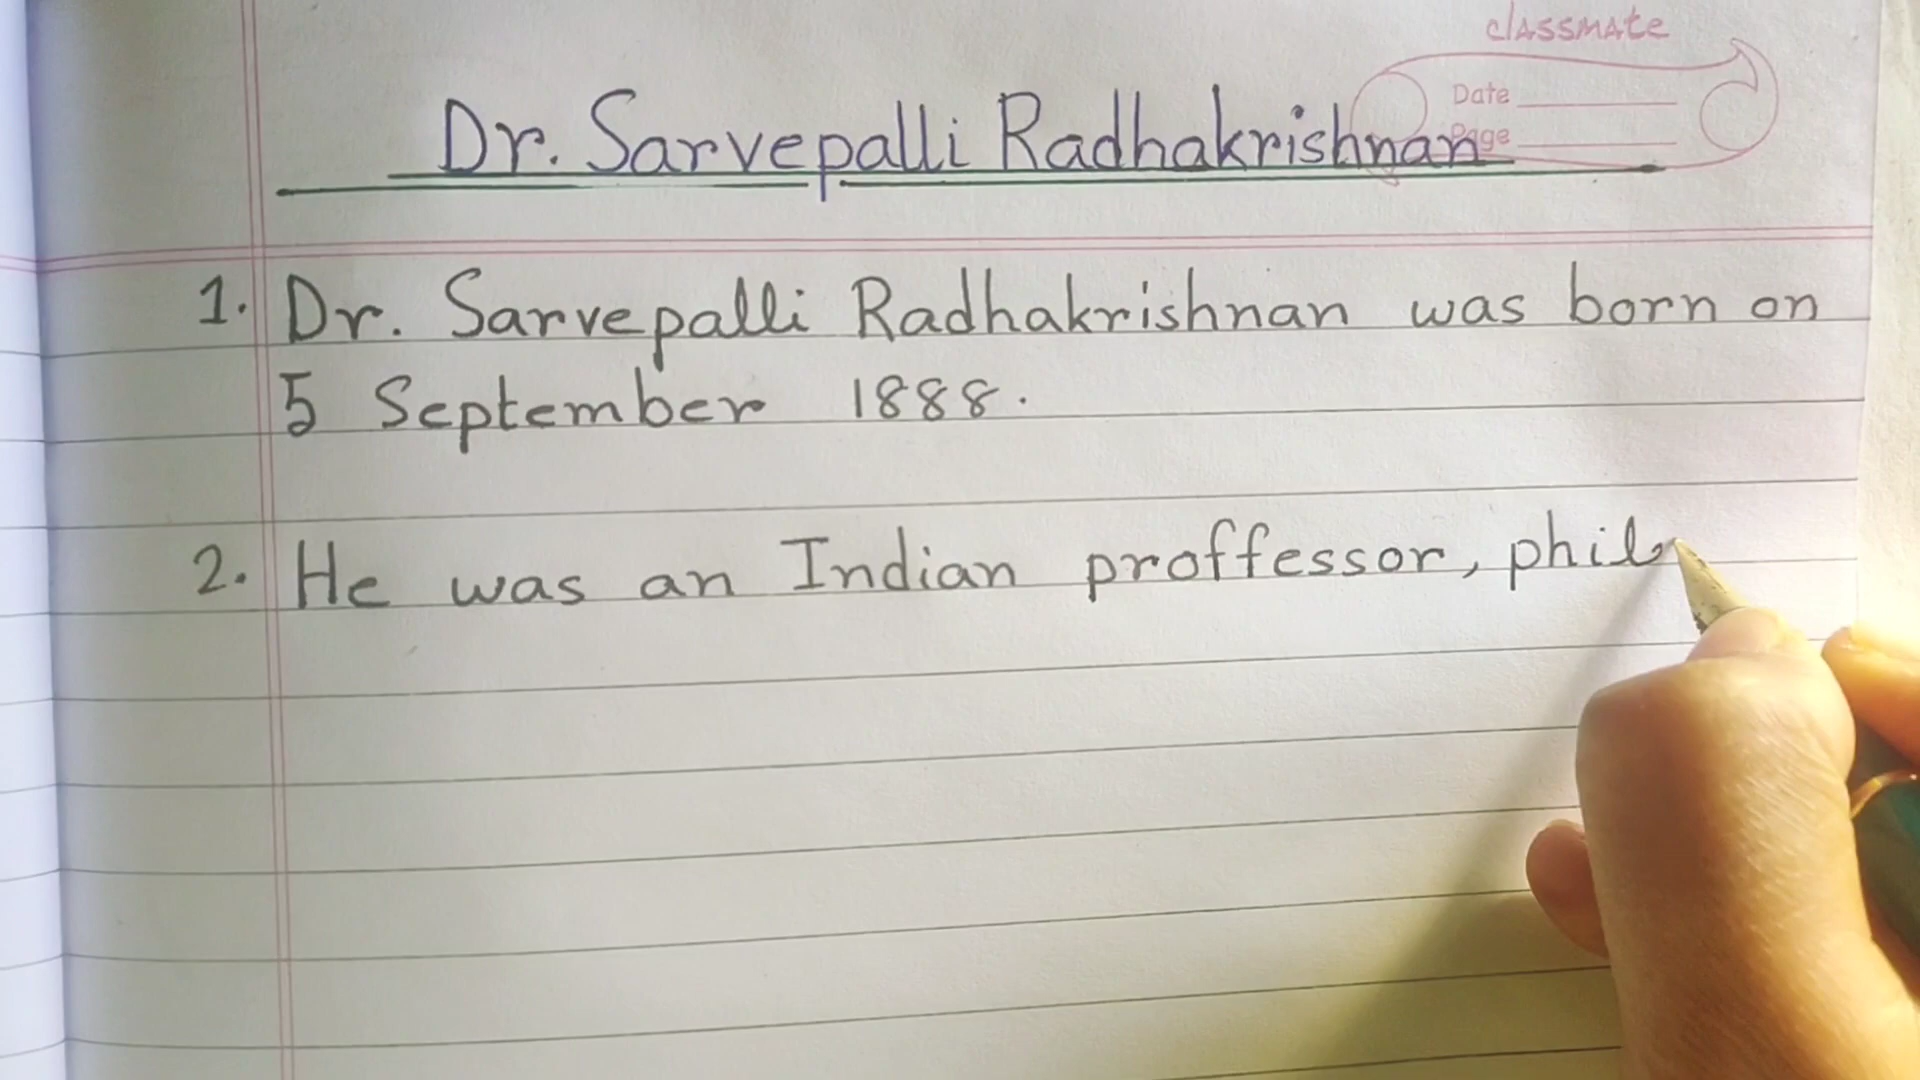 classmate
Date
Page
Dr. Sarvepalli Radhakrishnan
1. Dr. Sarvepalli Radhakrishnan was born on
5 September 1888.
2. He was an Indian proffessor, philo